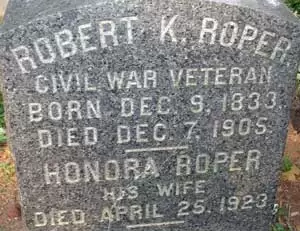 ROBERT K. ROPER.
CIVIL WAR VETERAN
BORN DEC. 9, 1833.
DIED DEC. 7, 1905.
HONORA ROPER
HIS WIFE
DIED APRIL 25, 1923.